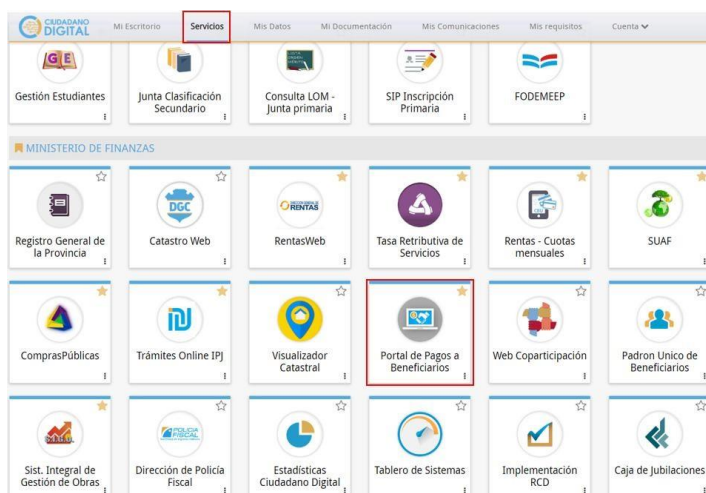 CIUDADANO
DIGITAL
Mi Escritorio Servicios Mis Datos Mi Documentación Mis Comunicaciones Mis requisitos Cuenta
GE
Gestión Estudiantes
Junta Clasificación
Secundario
Consulta LOM -
Junta primaria
SIP Inscripción
Primaria
FODEMEEP
MINISTERIO DE FINANZAS
Registro General de
la Provincia
DGC
Catastro Web
RENTAS
RentasWeb
Tasa Retributiva de
Servicios
Rentas - Cuotas
mensuales
SUAF
ComprasPúblicas
Trámites Online IPJ
Visualizador
Catastral
Portal de Pagos a
Beneficiarios
Web Coparticipación
Padron Unico de
Beneficiarios
Sist. Integral de
Gestión de Obras
POLICIA
FISCAL
Dirección de Policía
Fiscal
Estadísticas
Ciudadano Digital
Tablero de Sistemas
Implementación
RCD
Caja de Jubilaciones